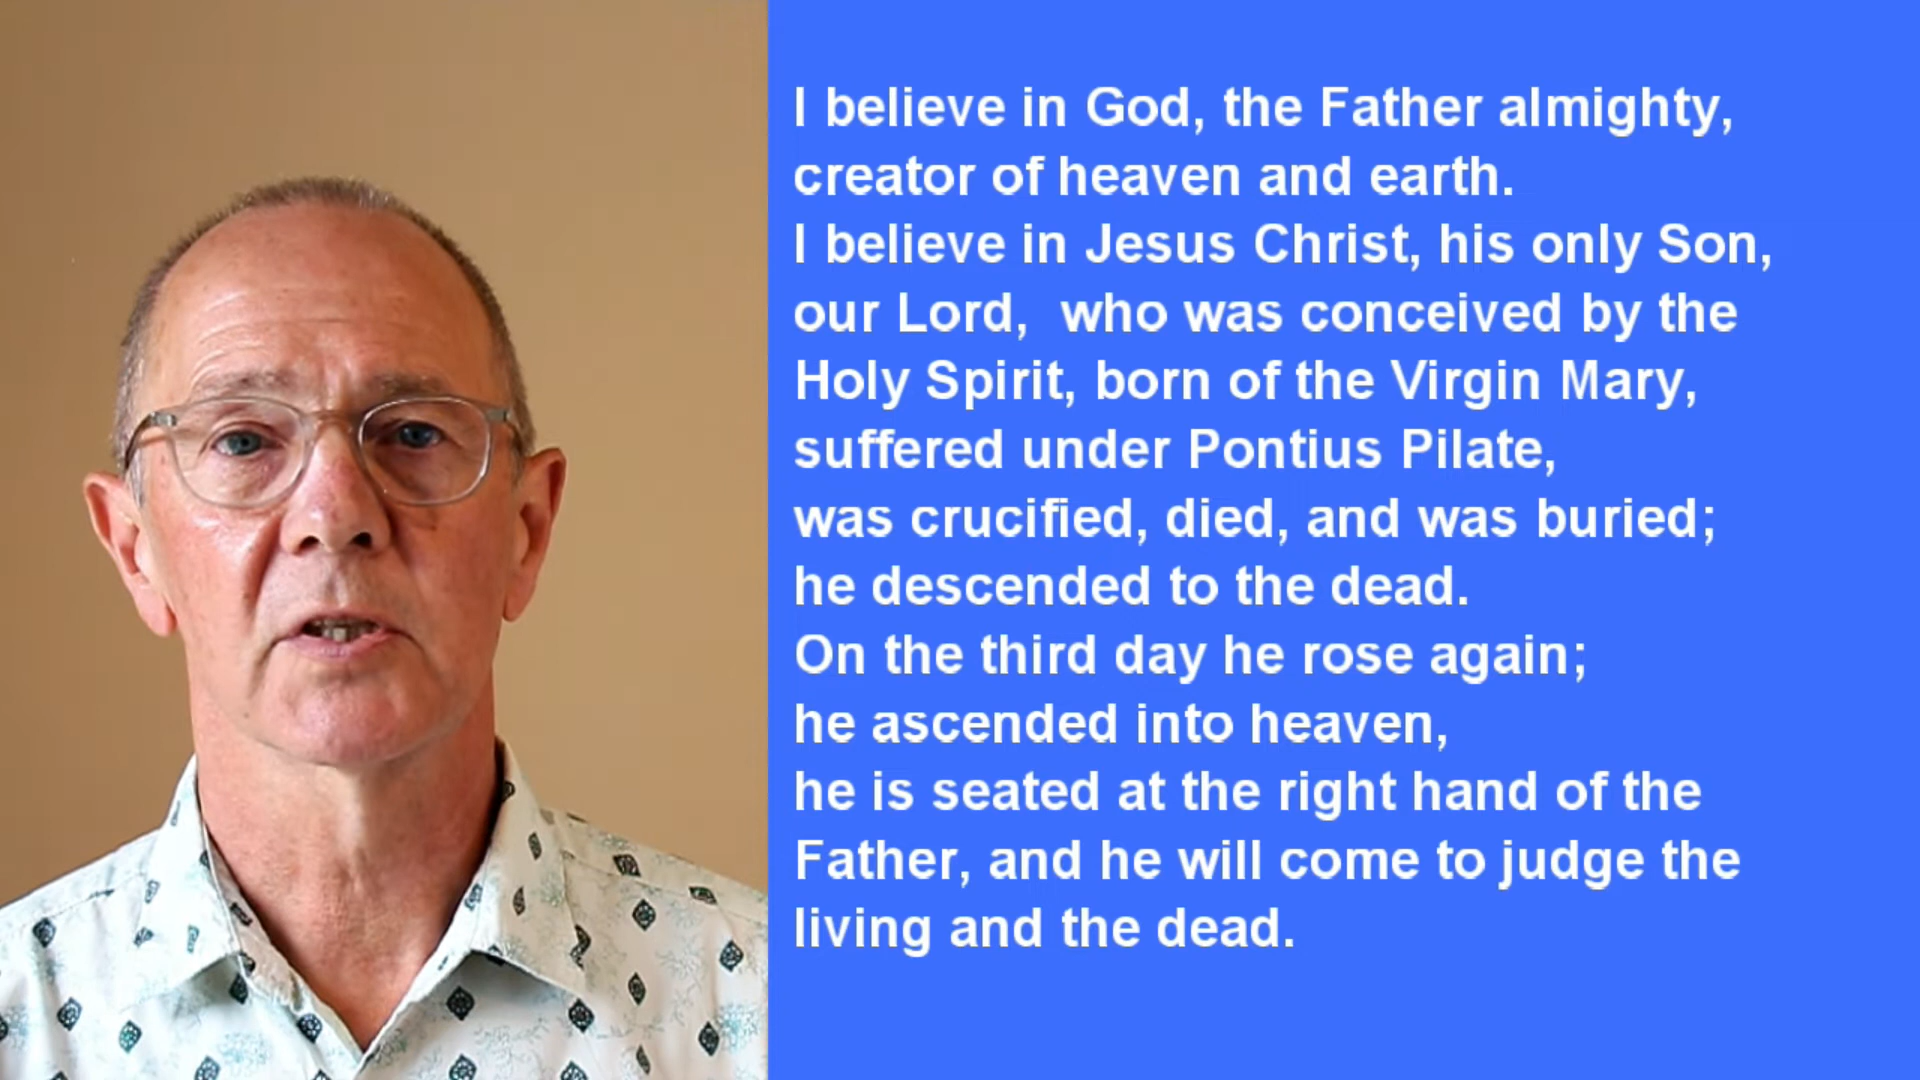 I believe in God, the Father almighty,
creator of heaven and earth.
I believe in Jesus Christ, his only Son,
our Lord,  who was conceived by the
Holy Spirit, born of the Virgin Mary,
suffered under Pontius Pilate,
was crucified, died, and was buried;
he descended to the dead.
On the third day he rose again;
he ascended into heaven,
he is seated at the right hand of the
Father, and he will come to judge the
living and the dead.